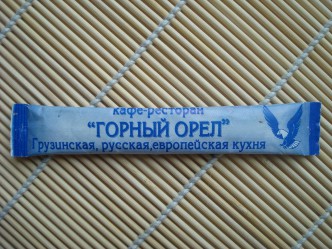 кафе-ресторан
"ГОРНЫЙ ОРЕЛ"
Грузинская, русская,европейская кухня